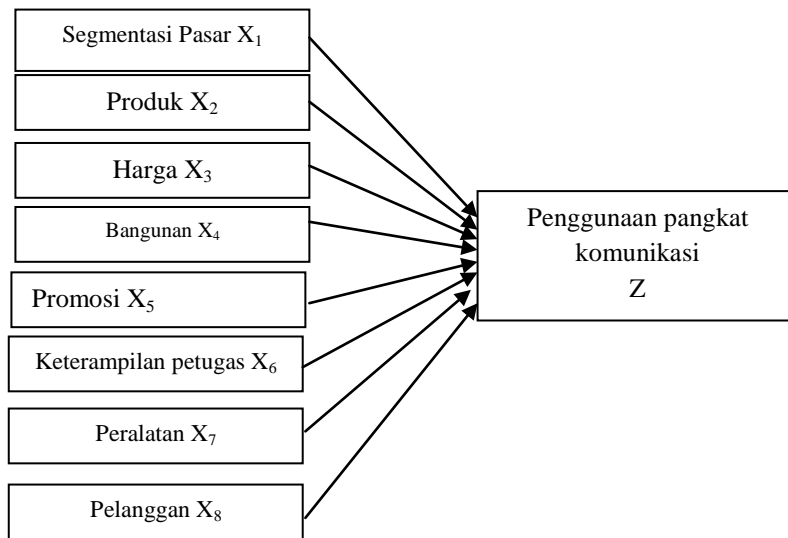 Segmentasi Pasar X₁
Produk X₂
Harga X₃
Bangunan X₄
Promosi X₅
Keterampilan petugas X₆
Peralatan X₇
Pelanggan X₈
Penggunaan pangkat
komunikasi
Z